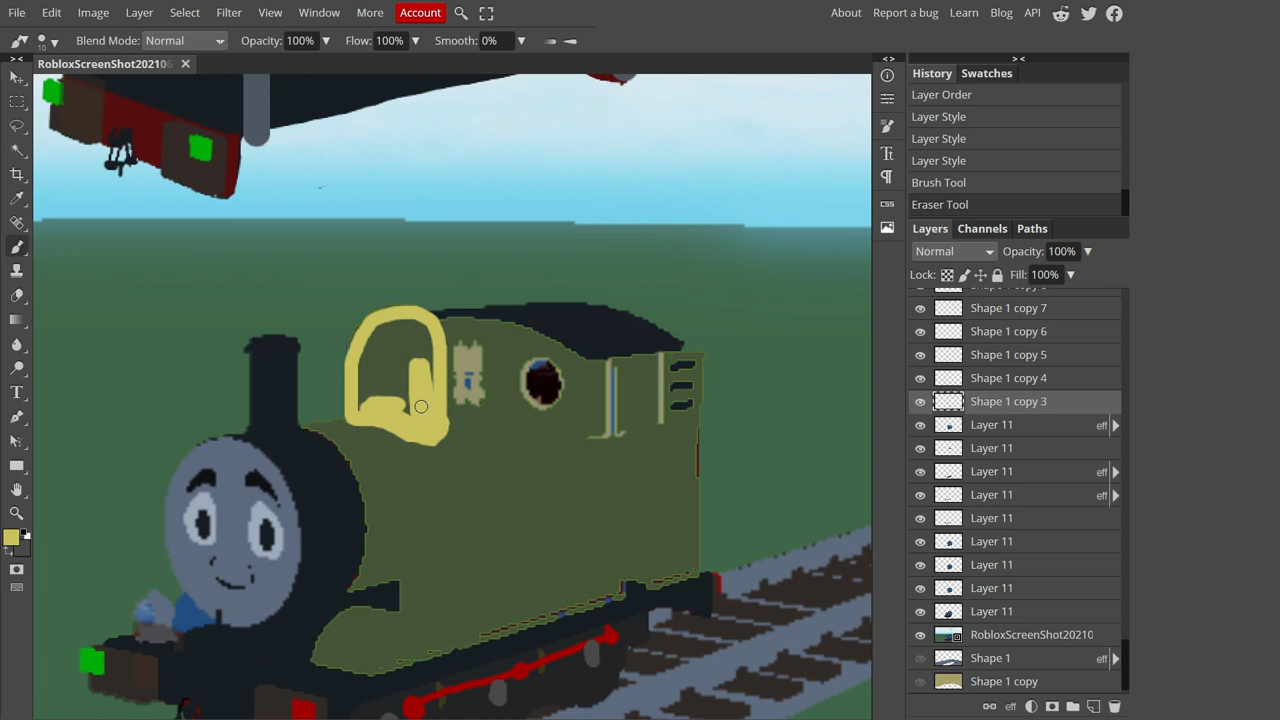 File Edit Image Layer Select Filter View Window More Account About Report a bug Learn Blog API
10 Blend Mode: Normal Opacity: 100% Flow: 100% Smooth: 0%
RobloxScreenShot202106
History Swatches
Layer Order
Layer Style
Layer Style
Layer Style
Brush Tool
Eraser Tool
Layers Channels Paths
Normal Opacity: 100%
Lock: Fill: 100%
Shape 1 copy 7
Shape 1 copy 6
Shape 1 copy 5
Shape 1 copy 4
Shape 1 copy 3
Layer 11 eff
Layer 11
Layer 11 eff
Layer 11 eff
Layer 11
Layer 11
Layer 11
Layer 11
Layer 11
RobloxScreenShot20210
Shape 1 eff
Shape 1 copy
eff
CSS